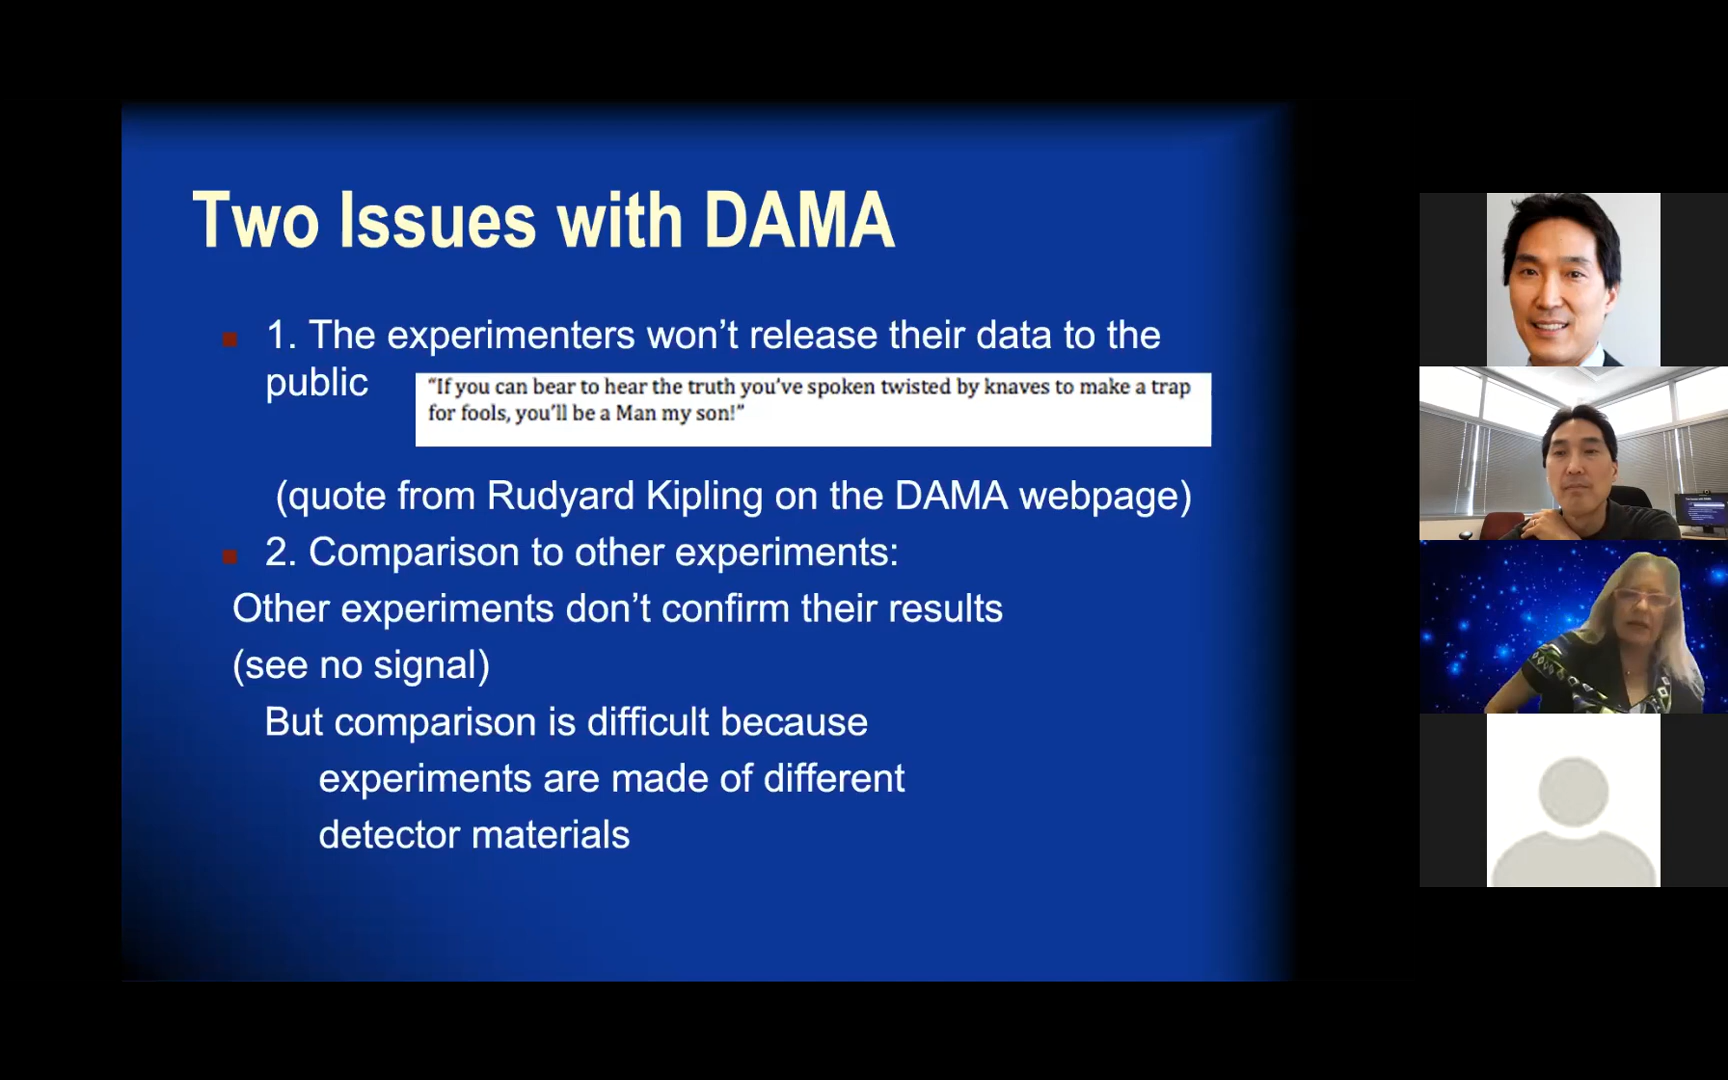 Two Issues with DAMA
1. The experimenters won’t release their data to the
public
“If you can bear to hear the truth you’ve spoken twisted by knaves to make a trap
for fools, you’ll be a Man my son!”
(quote from Rudyard Kipling on the DAMA webpage)
2. Comparison to other experiments:
Other experiments don’t confirm their results
(see no signal)
But comparison is difficult because
experiments are made of different
detector materials